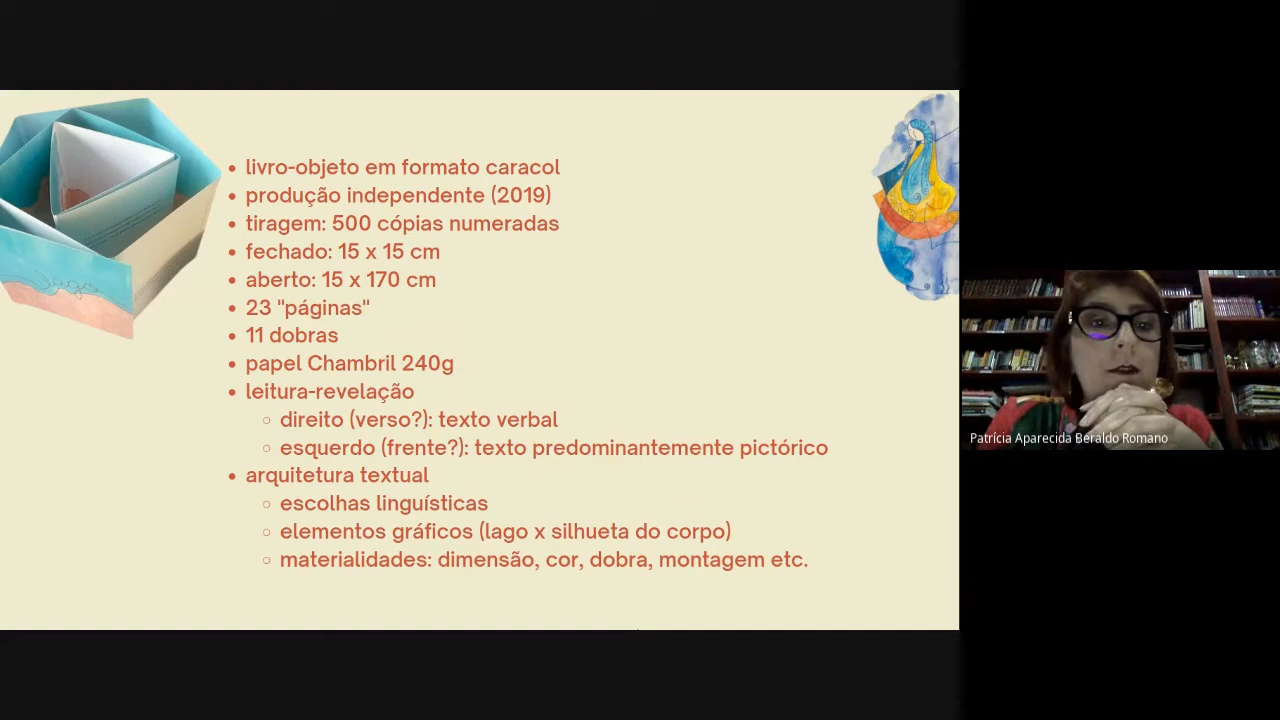 livro-objeto em formato caracol
produção independente (2019)
tiragem: 500 cópias numeradas
fechado: 15 x 15 cm
aberto: 15 x 170 cm
23 "páginas"
11 dobras
papel Chambril 240g
leitura-revelação
direito (verso?): texto verbal
esquerdo (frente?): texto predominantemente pictórico
arquitetura textual
escolhas linguísticas
elementos gráficos (lago x silhueta do corpo)
materialidades: dimensão, cor, dobra, montagem etc.
Patrícia Aparecida Beraldo Romano